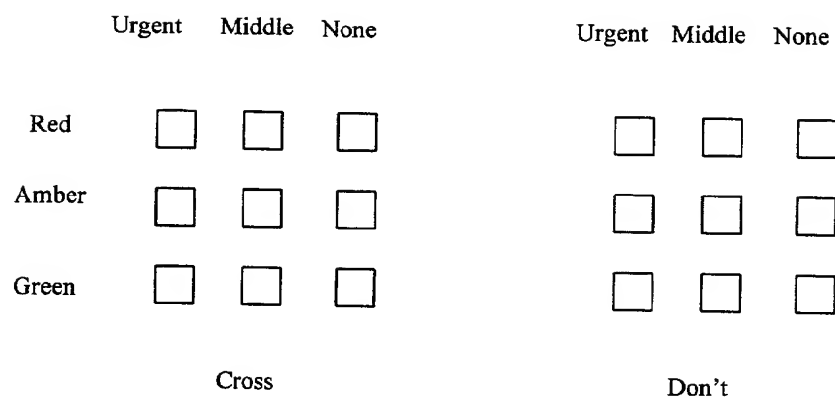 Urgent Middle None
Urgent Middle None
Red
Amber
Green
Cross
Don't